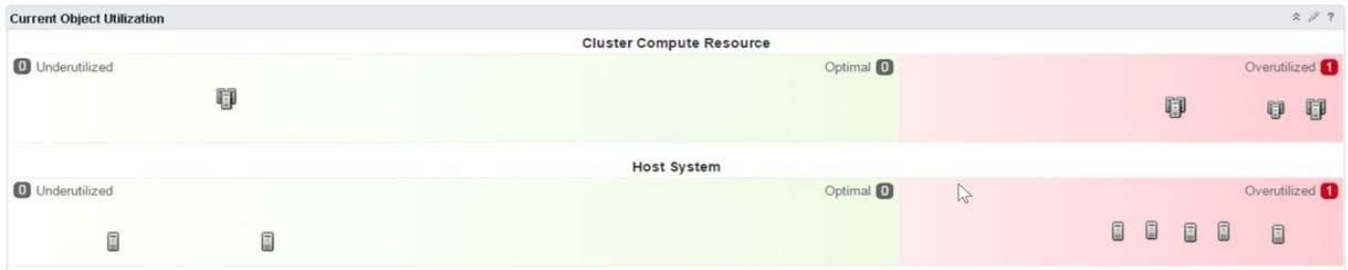 Current Object Utilization ?
Cluster Compute Resource
0 Underutilized Optimal 0 Overutilized 1
Host System
0 Underutilized Optimal 0 Overutilized 1